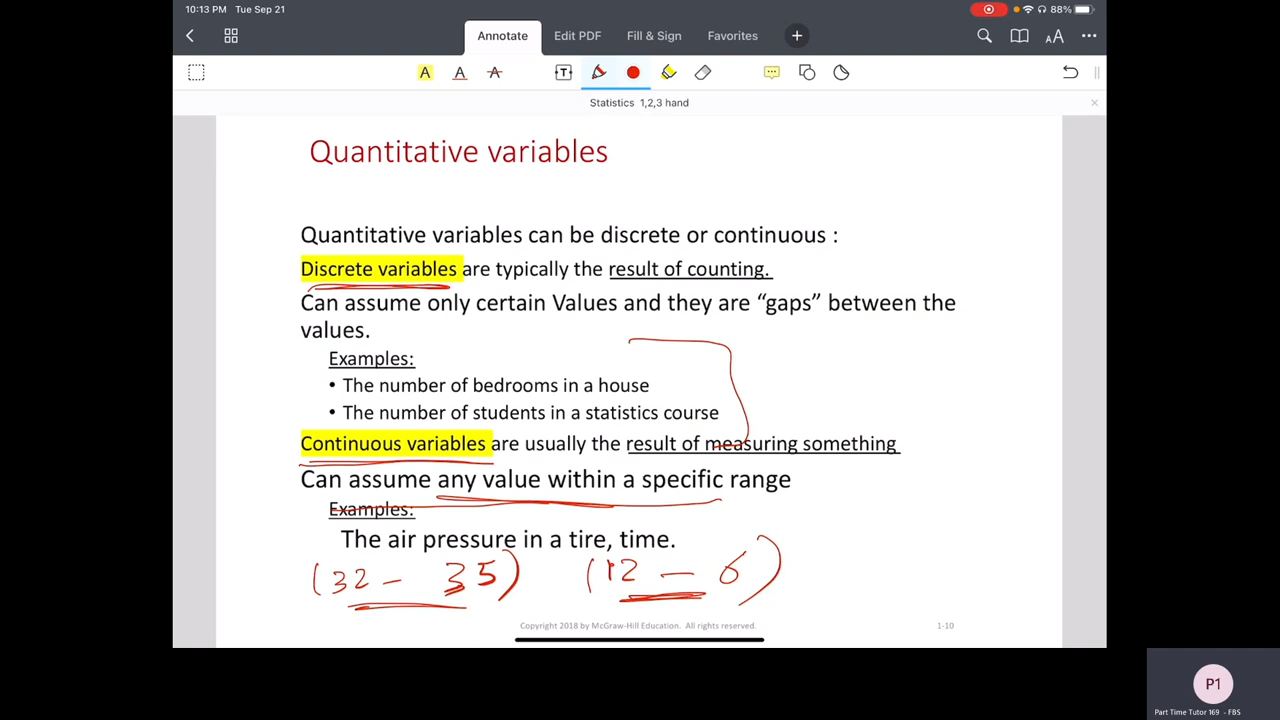 10:13 PM Tue Sep 21
88%
Annotate Edit PDF Fill & Sign Favorites
Statistics 1,2,3 hand
Quantitative variables
Quantitative variables can be discrete or continuous :
Discrete variables are typically the result of counting.
Can assume only certain Values and they are “gaps” between the
values.
Examples:
• The number of bedrooms in a house
• The number of students in a statistics course
Continuous variables are usually the result of measuring something
Can assume any value within a specific range
Examples:
The air pressure in a tire, time.
(32 - 35) (12 - 6)
Copyright 2018 by McGraw-Hill Education. All rights reserved. 1-10
P1
Part Time Tutor 169 - FBS